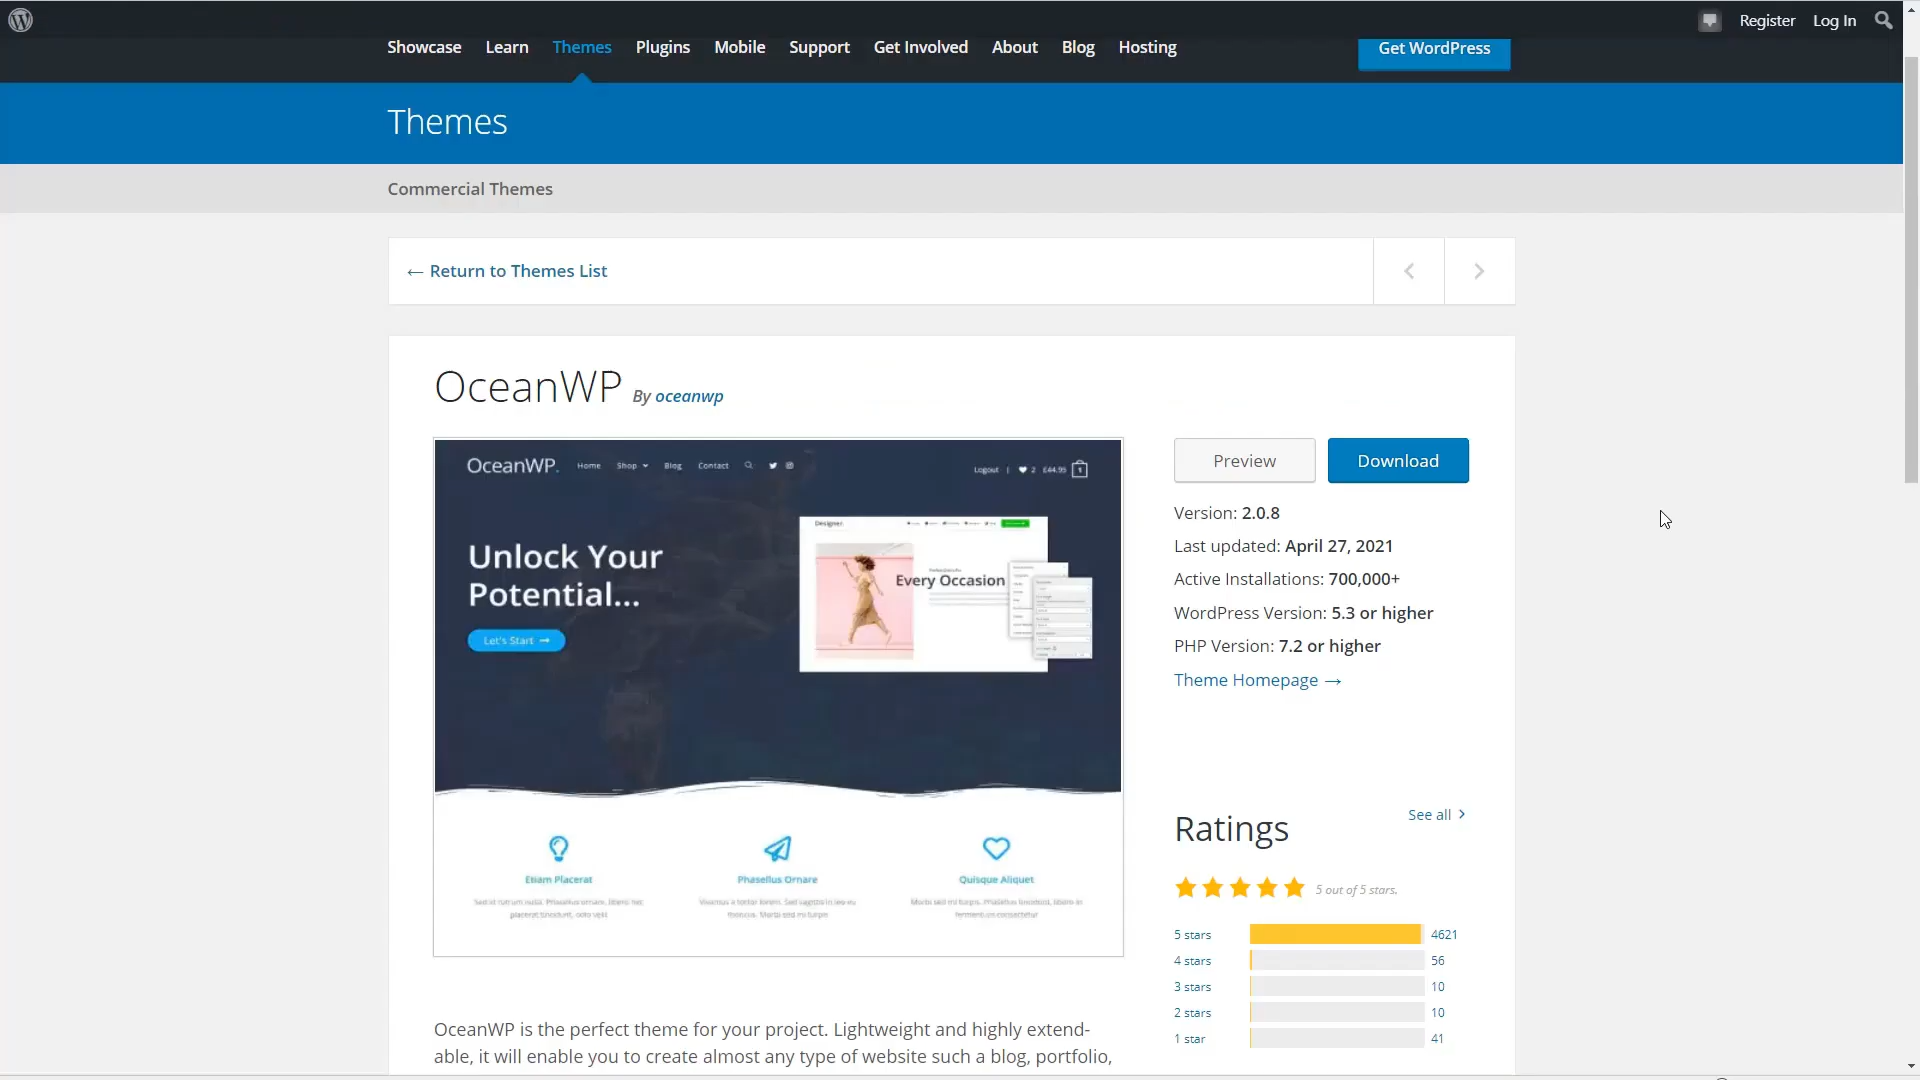 Register Log In
Showcase Learn Themes Plugins Mobile Support Get Involved About Blog Hosting Get WordPress
Themes
Commercial Themes
← Return to Themes List
OceanWP By oceanwp
OceanWP. Home Shop Blog Contact Logout | 2 £44.95 1
Designer
Unlock Your
Potential...
Every Occasion
Let's Start →
Etiam Placerat Phasellus Ornare Quisque Aliquet
Preview Download
Version: 2.0.8
Last updated: April 27, 2021
Active Installations: 700,000+
WordPress Version: 5.3 or higher
PHP Version: 7.2 or higher
Theme Homepage →
Ratings See all >
5 out of 5 stars.
5 stars 4621
4 stars 56
3 stars 10
2 stars 10
1 star 41
OceanWP is the perfect theme for your project. Lightweight and highly extend-
able, it will enable you to create almost any type of website such a blog, portfolio,